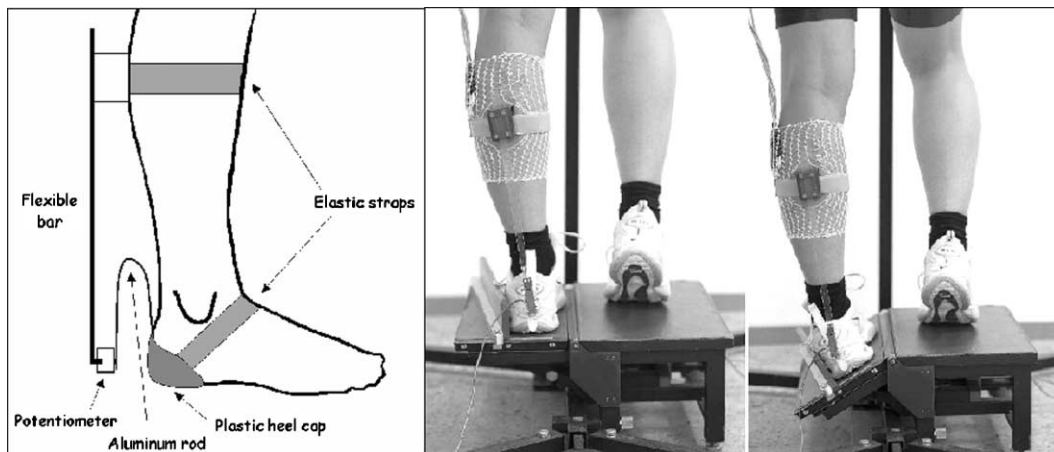 Elastic straps
Flexible
bar
Potentiometer
Plastic heel cap
Aluminum rod